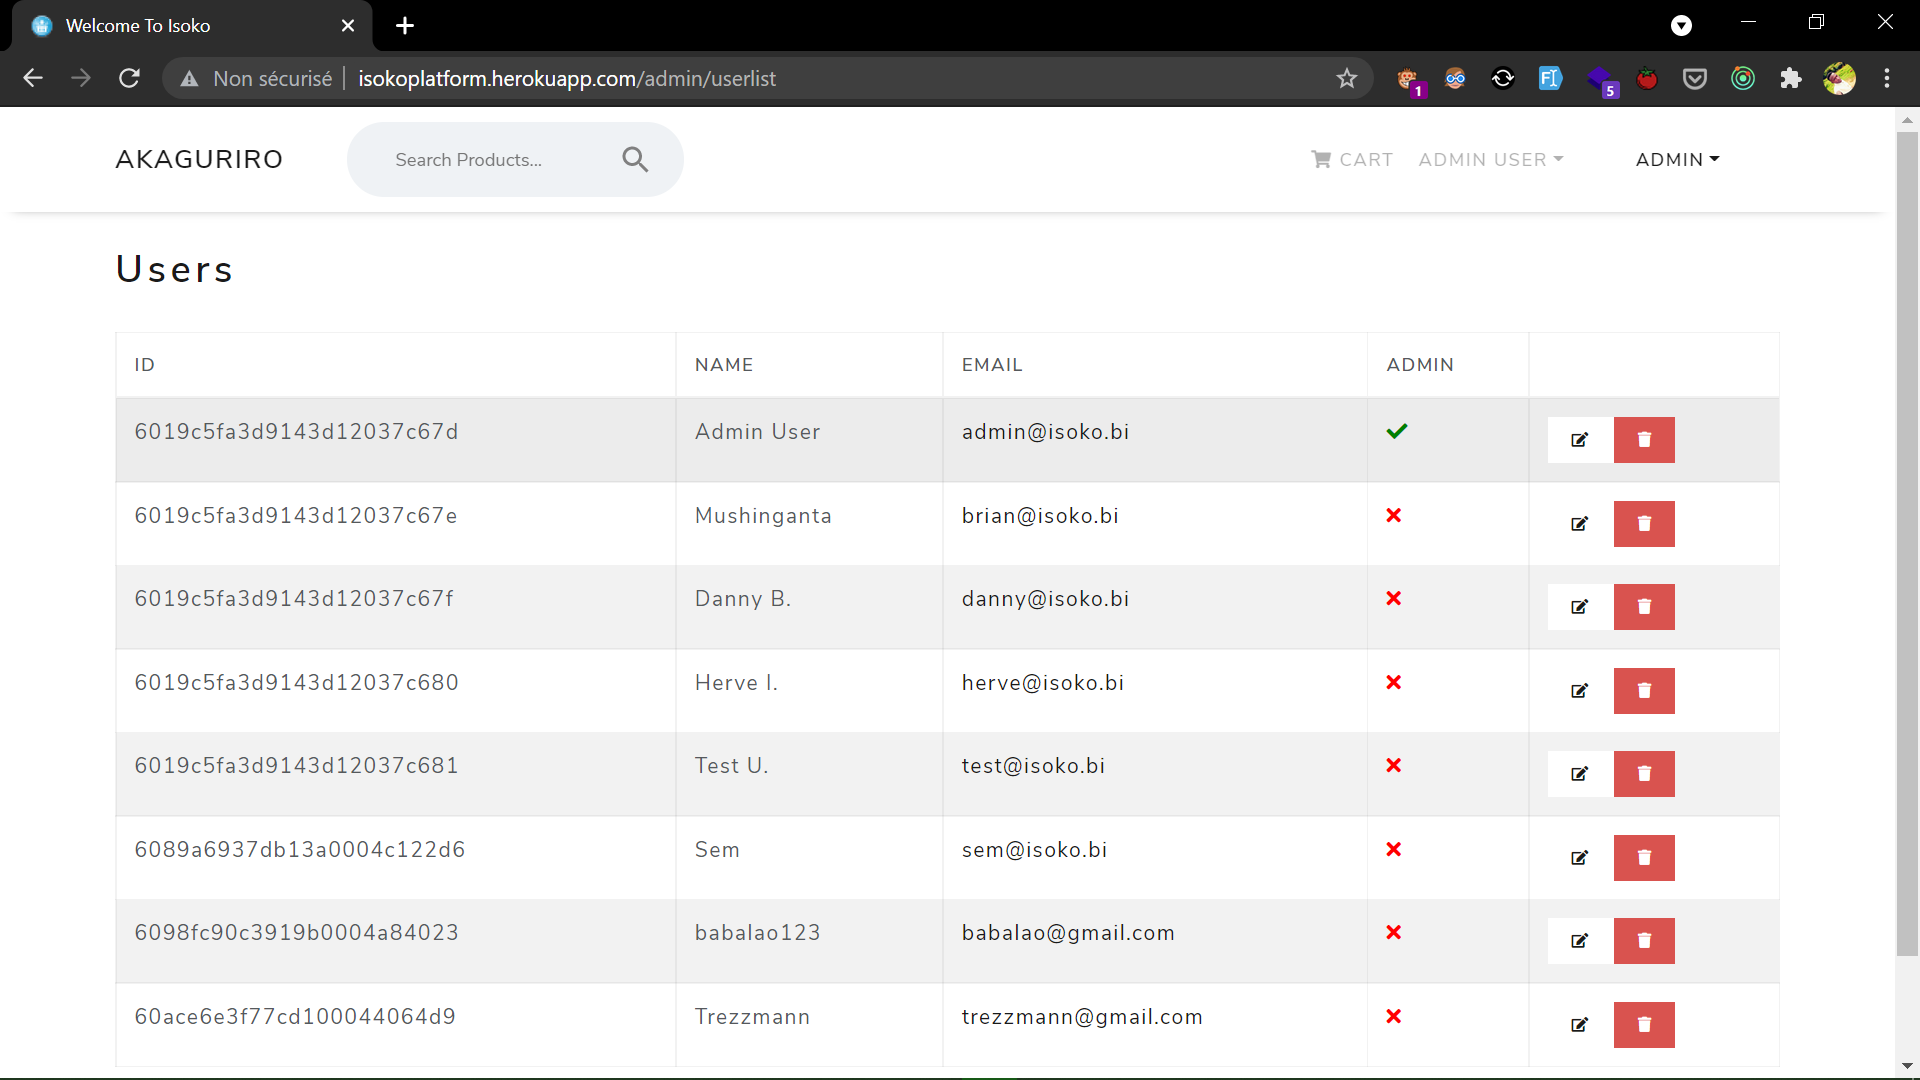 Welcome To Isoko
Non sécurisé isokoplatform.herokuapp.com/admin/userlist
1
5
AKAGURIRO Search Products... CART ADMIN USER ADMIN
Users
ID NAME EMAIL ADMIN
6019c5fa3d9143d12037c67d Admin User admin@isoko.bi
6019c5fa3d9143d12037c67e Mushinganta brian@isoko.bi
6019c5fa3d9143d12037c67f Danny B. danny@isoko.bi
6019c5fa3d9143d12037c680 Herve I. herve@isoko.bi
6019c5fa3d9143d12037c681 Test U. test@isoko.bi
6089a6937db13a0004c122d6 Sem sem@isoko.bi
6098fc90c3919b0004a84023 babalao123 babalao@gmail.com
60ace6e3f77cd100044064d9 Trezzmann trezzmann@gmail.com